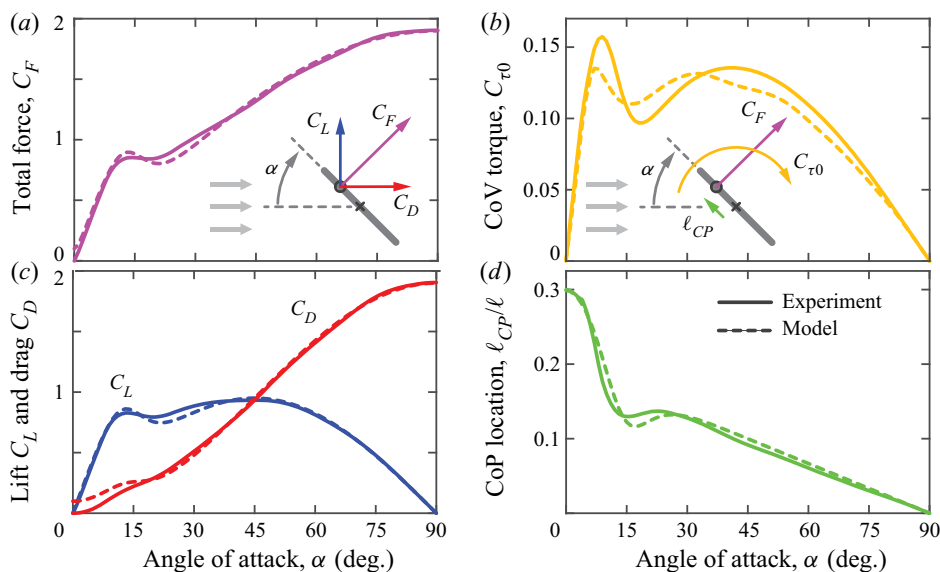 (a)
2
1
0
Total force, C_F
C_L
C_F
α
C_D
(b)
0.15
0.10
0.05
0
CoV torque, C_τ0
C_F
α
C_τ0
ℓ_CP
(c)
2
1
0
15
30
45
60
75
90
Lift C_L and drag C_D
C_D
C_L
Angle of attack, α (deg.)
(d)
0.3
0.2
0.1
0
15
30
45
60
75
90
CoP location, ℓ_CP/ℓ
Experiment
Model
Angle of attack, α (deg.)